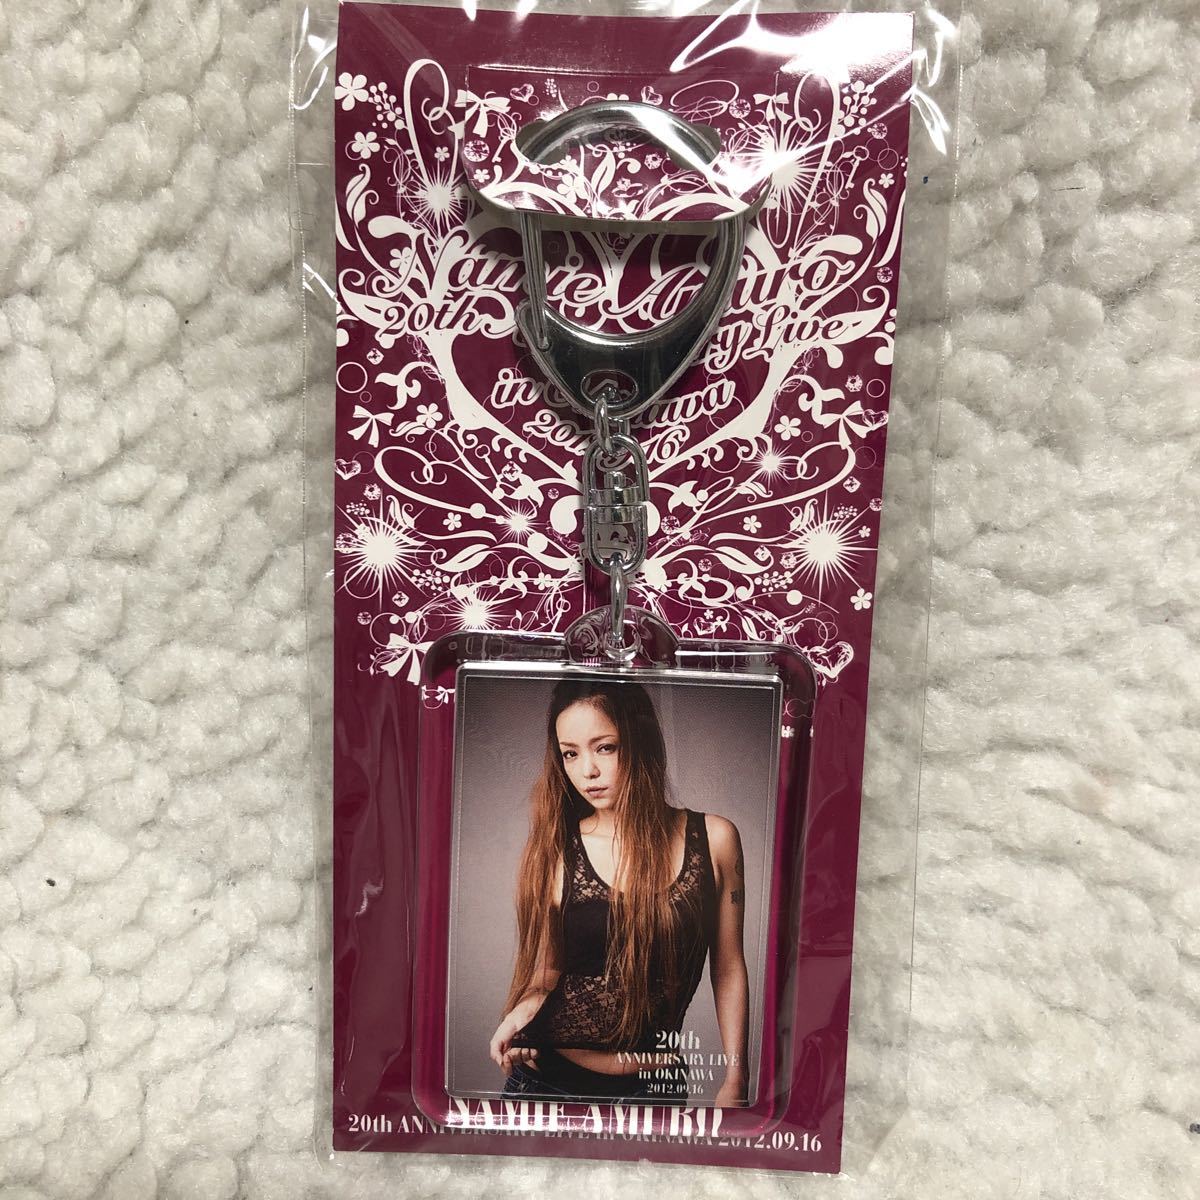 Namie Amuro
20th Live
in
20th
ANNIVERSARY LIVE
in OKINAWA
2012.09.16
NAMIE AMURO
20th ANNIVERSARY LIVE in OKINAWA 2012.09.16